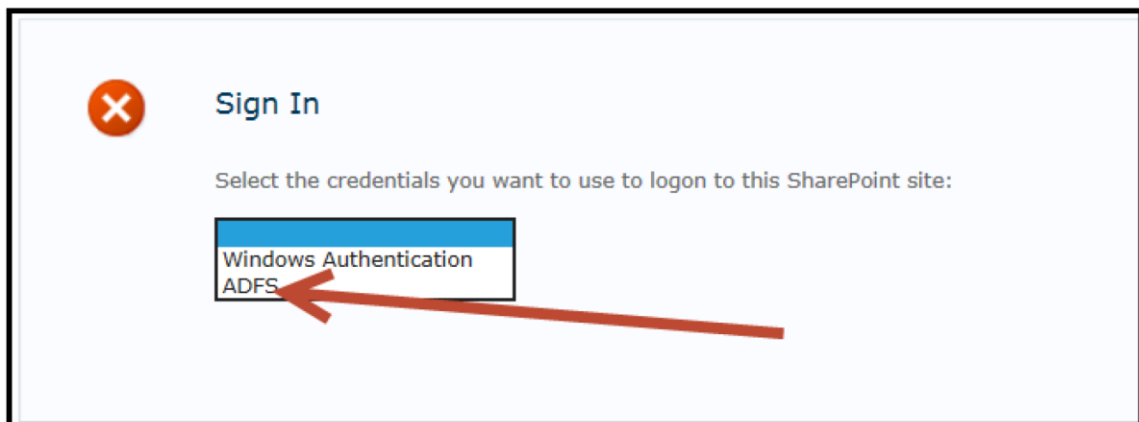 Sign In
Select the credentials you want to use to logon to this SharePoint site:
Windows Authentication
ADFS